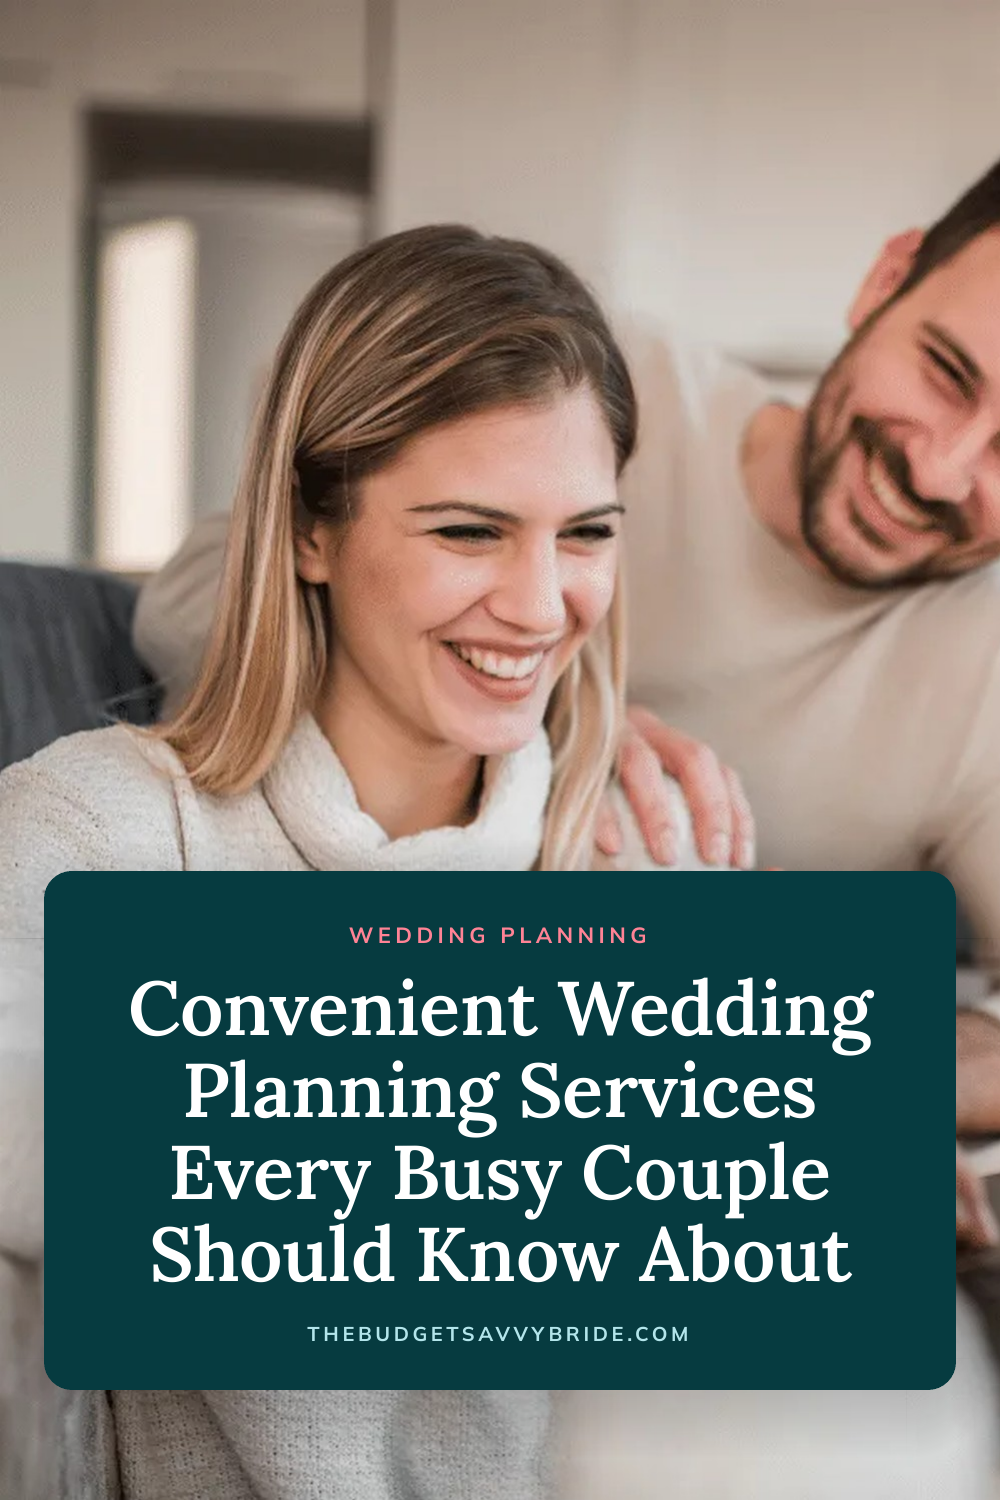 WEDDING PLANNING
Convenient Wedding
Planning Services
Every Busy Couple
Should Know About
THEBUDGETSAVVYBRIDE.COM